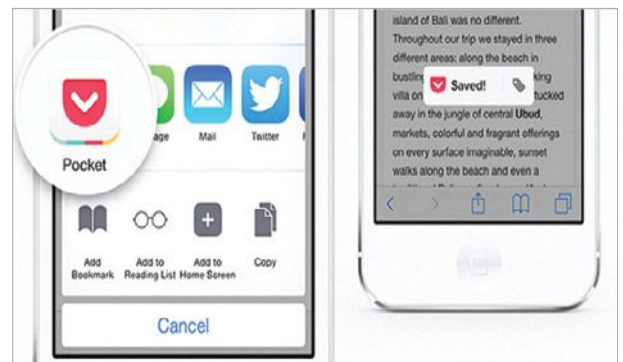 Pocket
age
Mail
Twitter
Add
Bookmark
Add to
Reading List
Add to
Home Screen
Copy
Cancel
island of Bali was no different.
Throughout our trip we stayed in three
different areas: along the beach in
bustling
king
villa on
tucked
Saved!
away in the jungle of central Ubud,
markets, colorful and fragrant offerings
on every surface imaginable, sunset
walks along the beach and even a